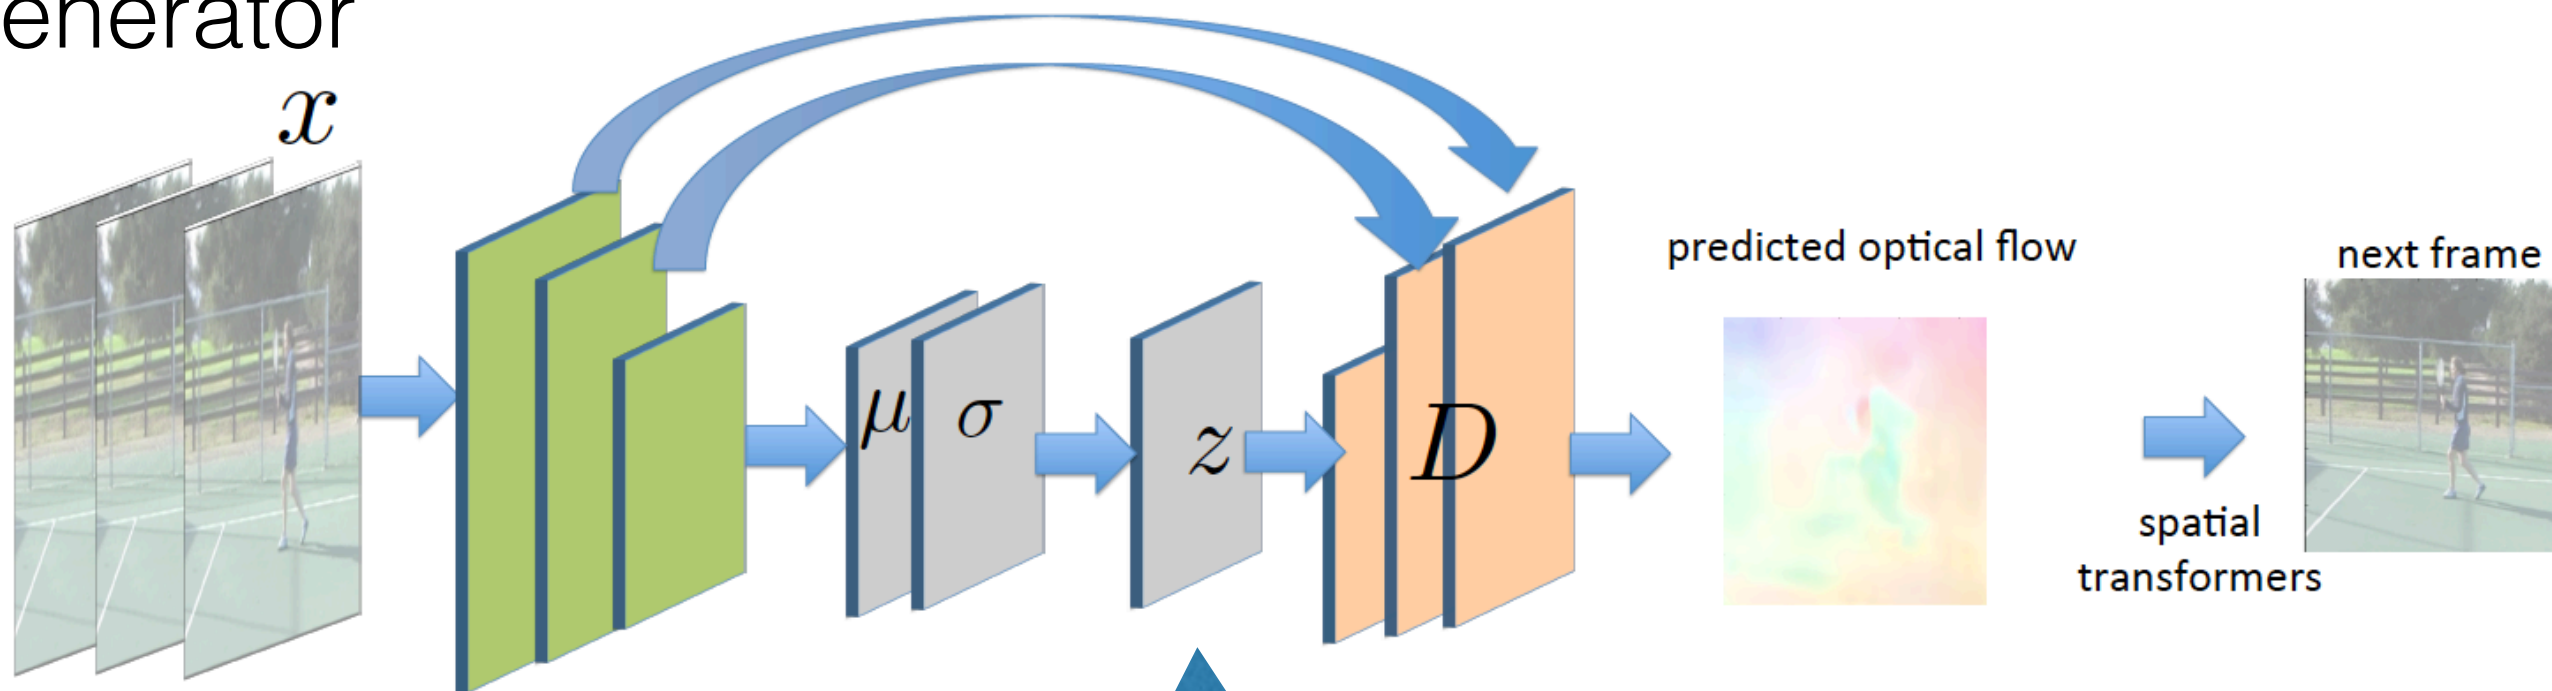 enerator
x
μ
σ
z
D
predicted optical flow
spatial
transformers
next frame